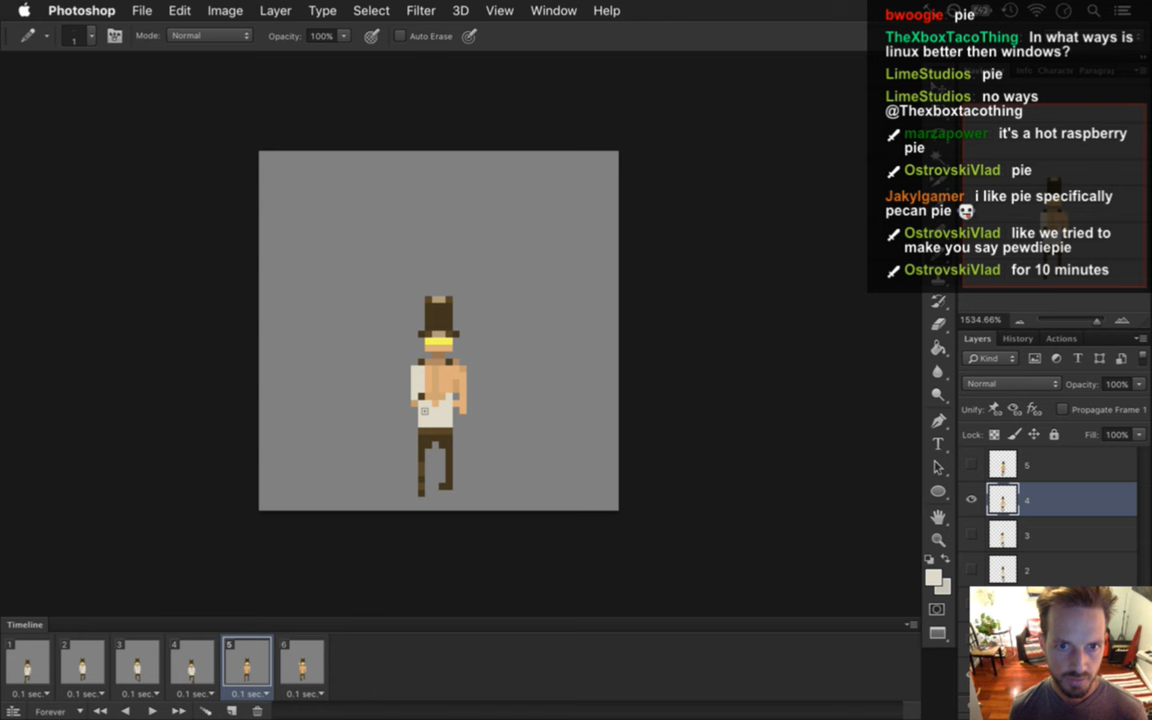 Photoshop File Edit Image Layer Type Select Filter 3D View Window Help
1 Mode: Normal Opacity: 100% Auto Erase
bwoogie pie
TheXboxTacoThing: In what ways is
linux better then windows?
LimeStudios pie
LimeStudios no ways
@Thexboxtacothing
marzapower it's a hot raspberry
pie
OstrovskiVlad pie
Jakylgamer i like pie specifically
pecan pie
OstrovskiVlad like we tried to
make you say pewdiepie
OstrovskiVlad for 10 minutes
1534.66%
Layers History Actions
Kind
Normal Opacity: 100%
Unify: Propagate Frame 1
Lock: Fill: 100%
5
4
3
2
Timeline
1 2 3 4 5 6
0.1 sec. 0.1 sec. 0.1 sec. 0.1 sec. 0.1 sec. 0.1 sec.
Forever